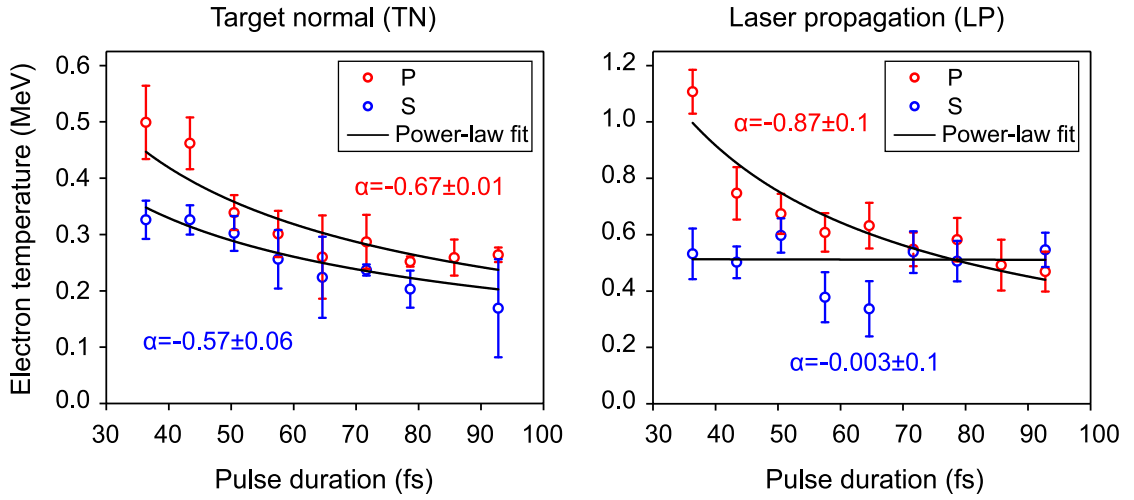 Target normal (TN)
Electron temperature (MeV)
0.6
0.5
0.4
0.3
0.2
0.1
0.0
P
S
Power-law fit
α=-0.67±0.01
α=-0.57±0.06
30 40 50 60 70 80 90 100
Pulse duration (fs)
Laser propagation (LP)
1.2
1.0
0.8
0.6
0.4
0.2
0.0
P
S
Power-law fit
α=-0.87±0.1
α=-0.003±0.1
30 40 50 60 70 80 90 100
Pulse duration (fs)